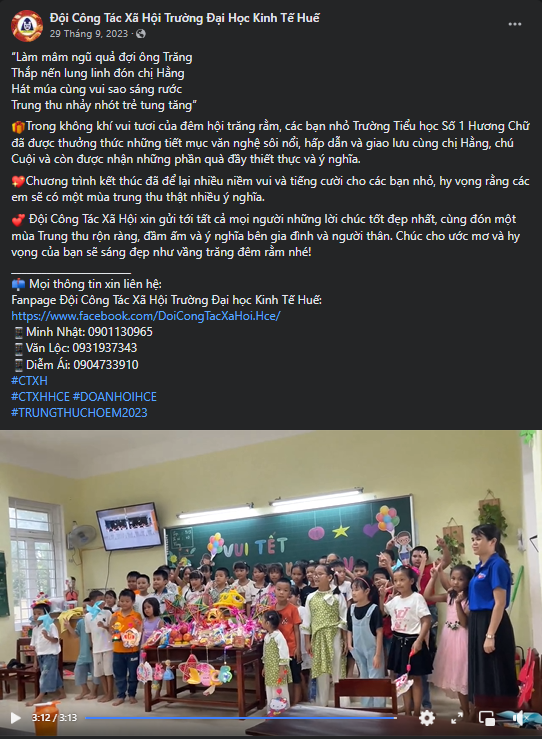 Đội Công Tác Xã Hội Trường Đại Học Kinh Tế Huế
29 Tháng 9, 2023 ·
“Làm mâm ngũ quả đợi ông Trăng
Thắp nến lung linh đón chị Hằng
Hát múa cùng vui sao sáng rước
Trung thu nhảy nhót trẻ tung tăng”
🎁Trong không khí vui tươi của đêm hội trăng rằm, các bạn nhỏ Trường Tiểu học Số 1 Hương Chữ
đã được thưởng thức những tiết mục văn nghệ sôi nổi, hấp dẫn và giao lưu cùng chị Hằng, chú
Cuội và còn được nhận những phần quà đầy thiết thực và ý nghĩa.
💖Chương trình kết thúc đã để lại nhiều niềm vui và tiếng cười cho các bạn nhỏ, hy vọng rằng các
em sẽ có một mùa trung thu thật nhiều ý nghĩa.
💕 Đội Công Tác Xã Hội xin gửi tới tất cả mọi người những lời chúc tốt đẹp nhất, cùng đón một
mùa Trung thu rộn ràng, đầm ấm và ý nghĩa bên gia đình và người thân. Chúc cho ước mơ và hy
vọng của bạn sẽ sáng đẹp như vầng trăng đêm rằm nhé!
____________________
📫 Mọi thông tin xin liên hệ:
Fanpage Đội Công Tác Xã Hội Trường Đại học Kinh Tế Huế:
https://www.facebook.com/DoiCongTacXaHoi.Hce/
📱Minh Nhật: 0901130965
📱Văn Lộc: 0931937343
📱Diễm Ái: 0904733910
#CTXH
#CTXHHCE #DOANHOIHCE
#TRUNGTHUCHOEM2023
VUI TẾT
3:12 / 3:13